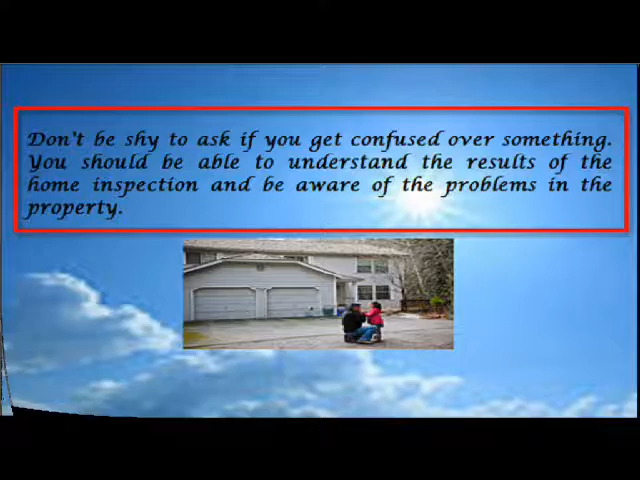 Don't be shy to ask if you get confused over something.
You should be able to understand the results of the
home inspection and be aware of the problems in the
property.